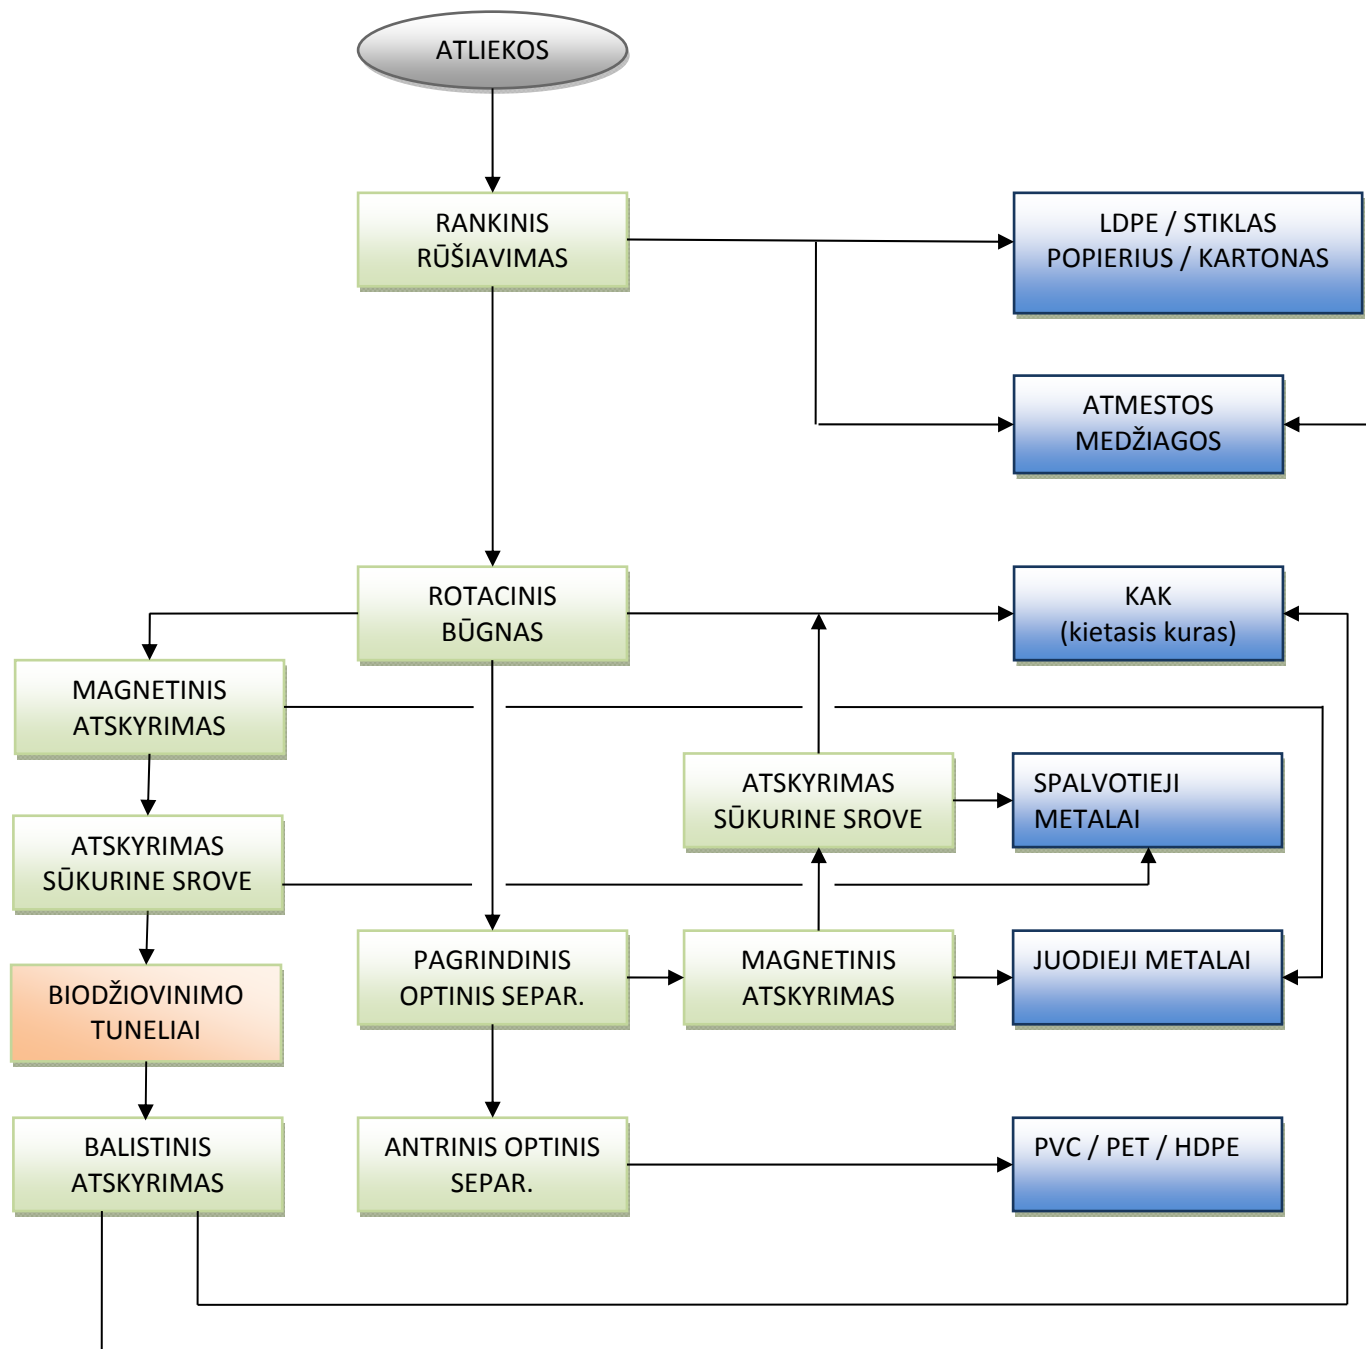 ATLIEKOS
RANKINIS
RŪŠIAVIMAS
LDPE / STIKLAS
POPIERIUS / KARTONAS
ATMESTOS
MEDŽIAGOS
ROTACINIS
BŪGNAS
KAK
(kietasis kuras)
MAGNETINIS
ATSKYRIMAS
ATSKYRIMAS
SŪKURINE SROVE
SPALVOTIEJI
METALAI
ATSKYRIMAS
SŪKURINE SROVE
PAGRINDINIS
OPTINIS SEPAR.
MAGNETINIS
ATSKYRIMAS
JUODIEJI METALAI
BIODŽIOVINIMO
TUNELIAI
BALISTINIS
ATSKYRIMAS
ANTRINIS OPTINIS
SEPAR.
PVC / PET / HDPE